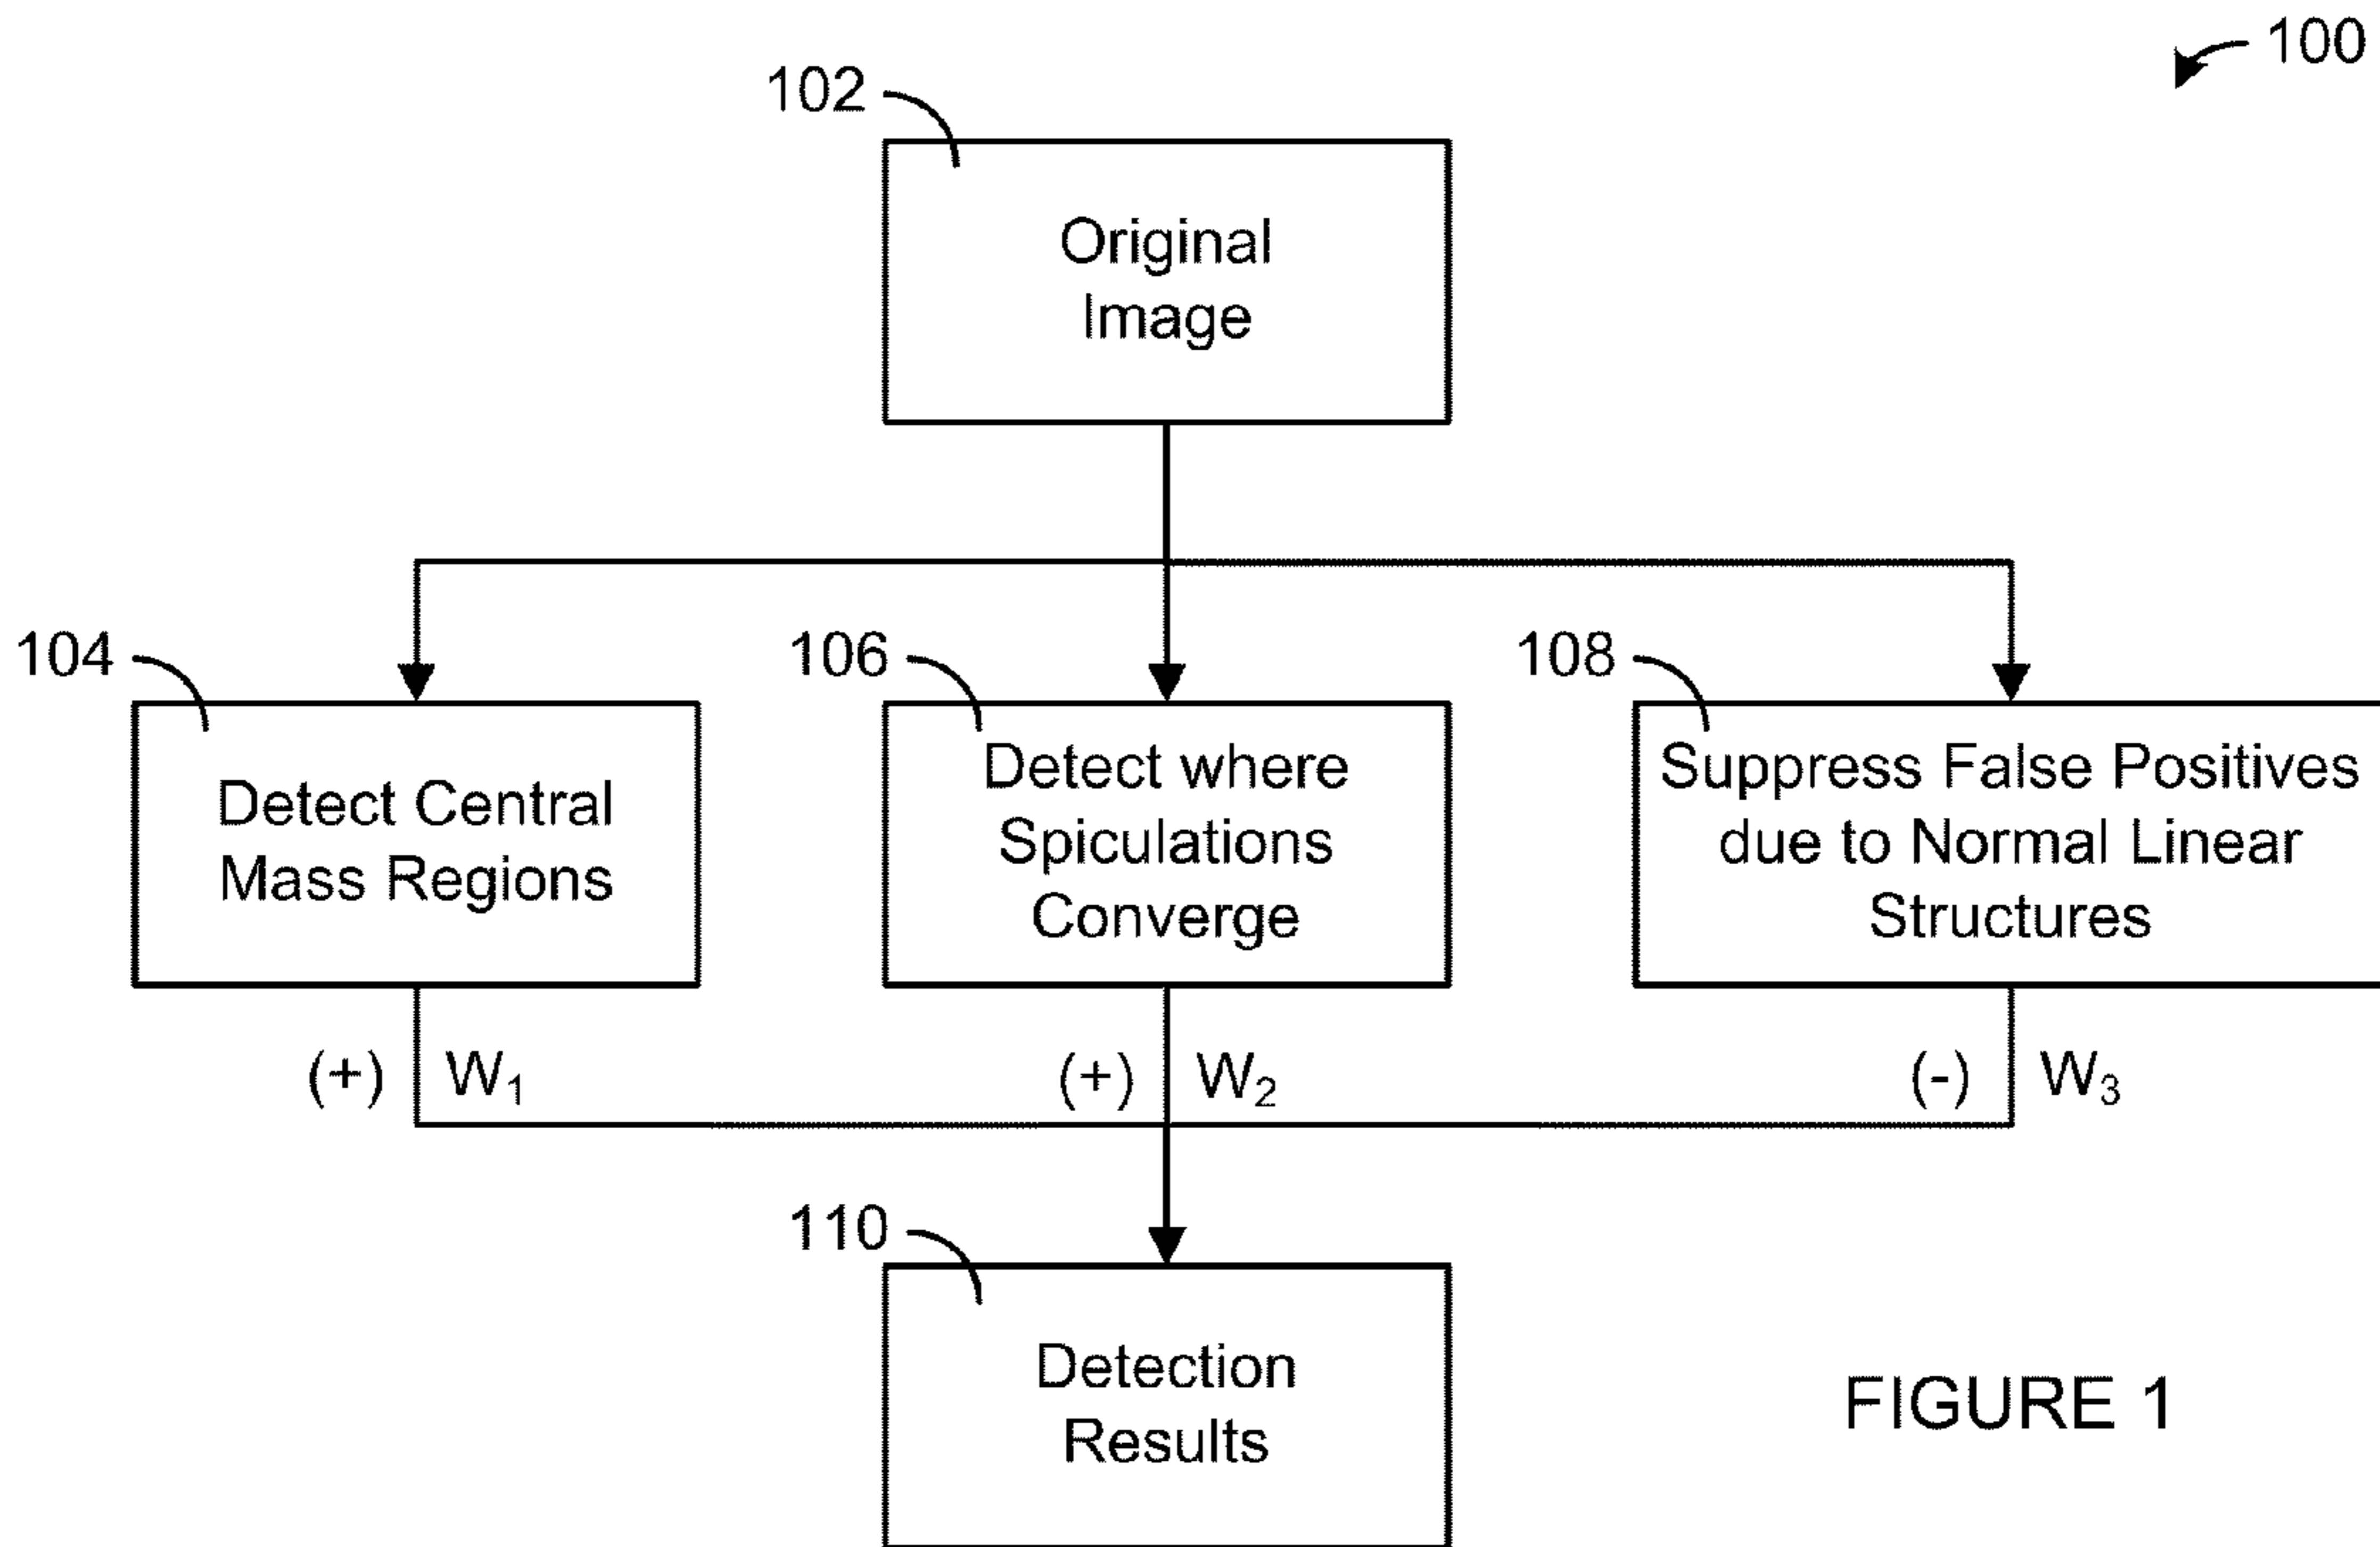 100
102
Original
Image
104
106
108
Detect Central
Mass Regions
Detect where
Spiculations
Converge
Suppress False Positives
due to Normal Linear
Structures
(+) W₁
(+) W₂
(-) W₃
110
Detection
Results
FIGURE 1